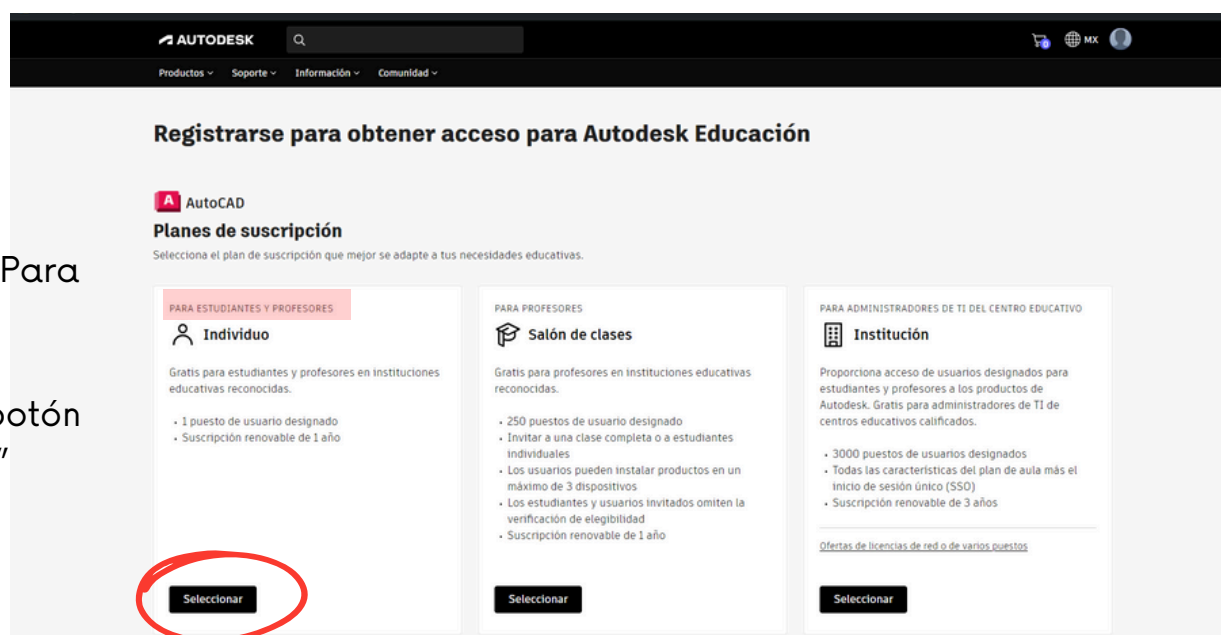 AUTODESK
0
MX
Productos
Soporte
Información
Comunidad
Registrarse para obtener acceso para Autodesk Educación
A AutoCAD
Planes de suscripción
Selecciona el plan de suscripción que mejor se adapte a tus necesidades educativas.
Para
botón
”
PARA ESTUDIANTES Y PROFESORES
Individuo
Gratis para estudiantes y profesores en instituciones
educativas reconocidas.
• 1 puesto de usuario designado
• Suscripción renovable de 1 año
Seleccionar
PARA PROFESORES
Salón de clases
Gratis para profesores en instituciones educativas
reconocidas.
• 250 puestos de usuario designado
• Invitar a una clase completa o a estudiantes
individuales
• Los usuarios pueden instalar productos en un
máximo de 3 dispositivos
• Los estudiantes y usuarios invitados omiten la
verificación de elegibilidad
• Suscripción renovable de 1 año
Seleccionar
PARA ADMINISTRADORES DE TI DEL CENTRO EDUCATIVO
Institución
Proporciona acceso de usuarios designados para
estudiantes y profesores a los productos de
Autodesk. Gratis para administradores de TI de
centros educativos calificados.
• 3000 puestos de usuarios designados
• Todas las características del plan de aula más el
inicio de sesión único (SSO)
• Suscripción renovable de 3 años
Ofertas de licencias de red o de varios puestos
Seleccionar